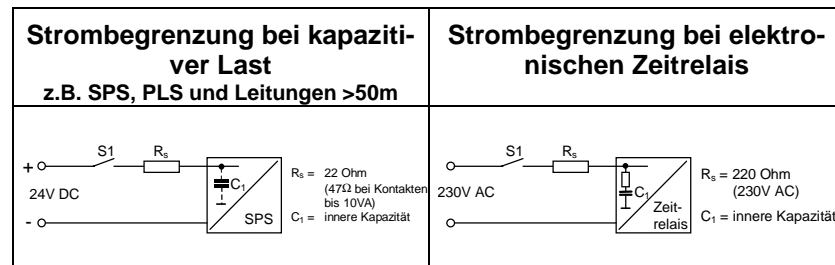 Strombegrenzung bei kapaziti-
ver Last
z.B. SPS, PLS und Leitungen >50m
Strombegrenzung bei elektro-
nischen Zeitrelais
S1
Rₛ
+
24V DC
-
C₁
SPS
Rₛ = 22 Ohm
(47Ω bei Kontakten
bis 10VA)
C₁ = innere Kapazität
S1
Rₛ
230V AC
C₁
Zeit-
relais
Rₛ = 220 Ohm
(230V AC)
C₁ = innere Kapazität